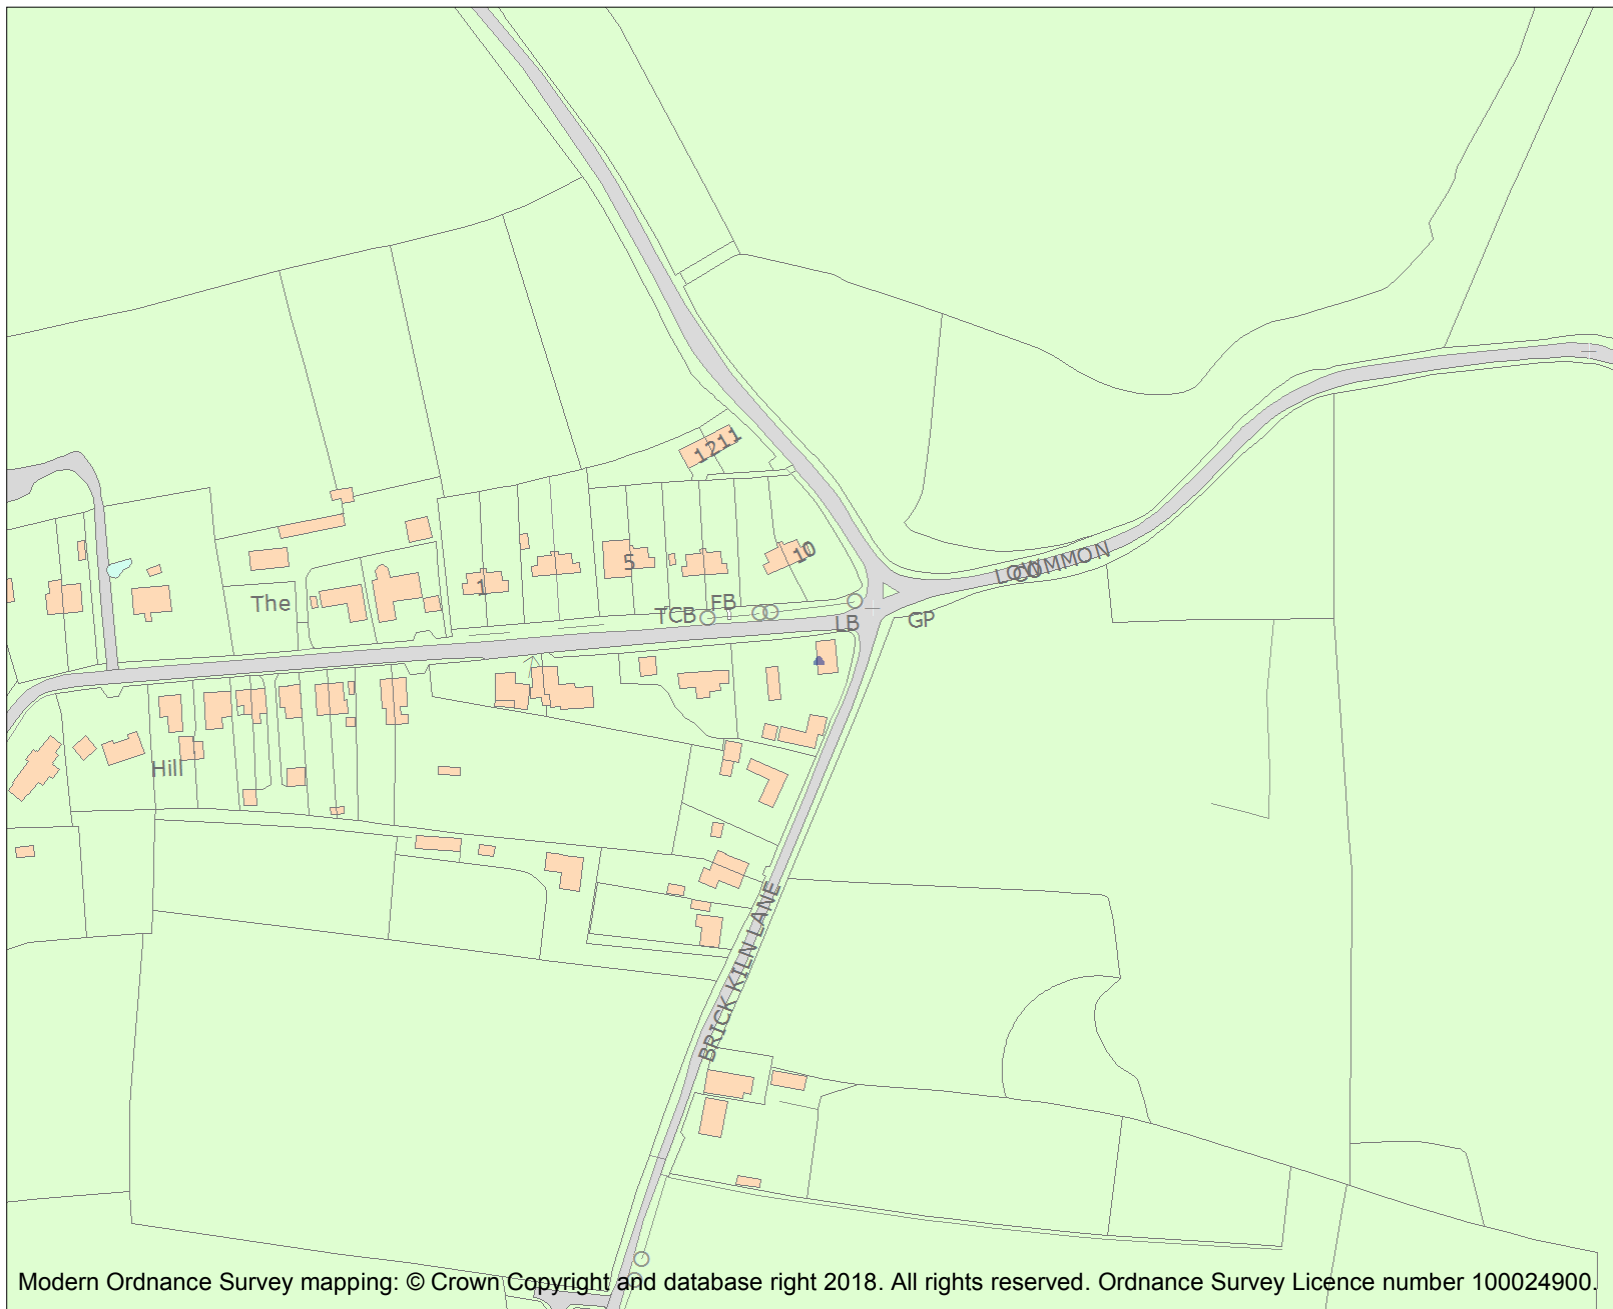 1211
10
5
1
LOW COMMON
The
FB
TCB
LB
GP
Hill
BRICK KILN LANE
Modern Ordnance Survey mapping: © Crown Copyright and database right 2018. All rights reserved. Ordnance Survey Licence number 100024900.